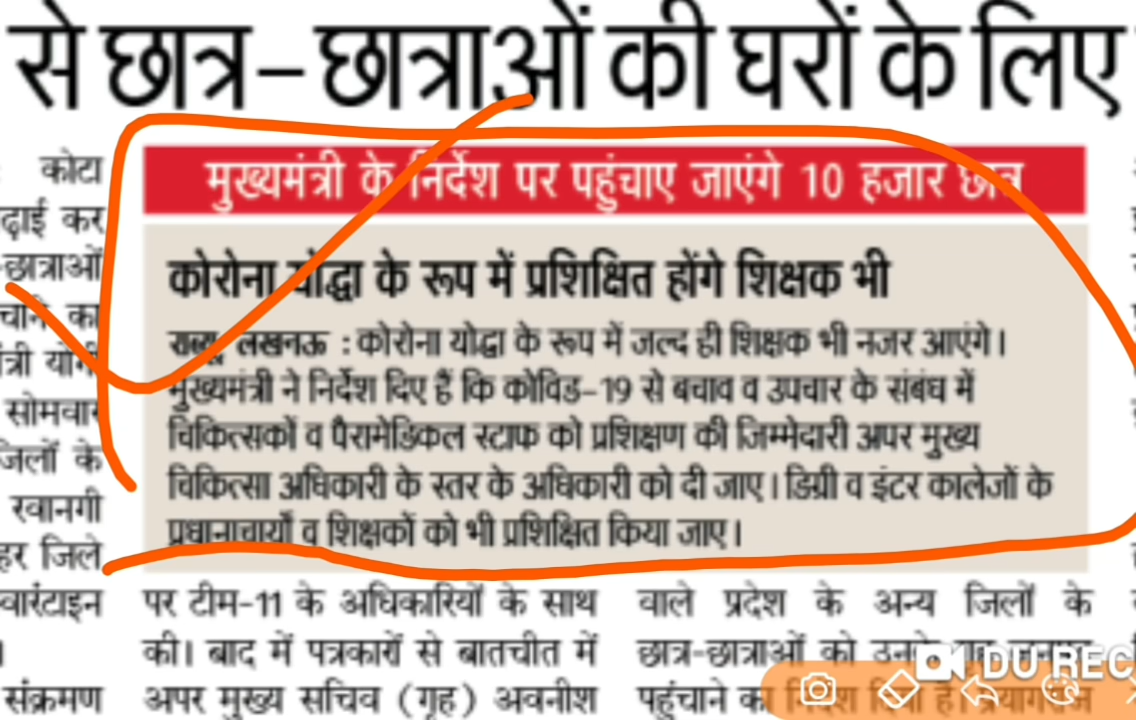 से छात्र-छात्राओं की घरों के लिए
मुख्यमंत्री के निर्देश पर पहुंचाए जाएंगे 10 हजार छात्र
कोरोना योद्धा के रूप में प्रशिक्षित होंगे शिक्षक भी
राब्यू, लखनऊ : कोरोना योद्धा के रूप में जल्द ही शिक्षक भी नजर आएंगे।
मुख्यमंत्री ने निर्देश दिए हैं कि कोविड-19 से बचाव व उपचार के संबंध में
चिकित्सकों व पैरामेडिकल स्टाफ को प्रशिक्षण की जिम्मेदारी अपर मुख्य
चिकित्सा अधिकारी के स्तर के अधिकारी को दी जाए। डिग्री व इंटर कालेजों के
प्रधानाचार्यों व शिक्षकों को भी प्रशिक्षित किया जाए।
कोटा
कर
छात्राओं
का
योगी
सोमवार
जिलों के
रवानगी
हर जिले
संक्रमण
पर टीम-11 के अधिकारियों के साथ
की। बाद में पत्रकारों से बातचीत में
अपर मुख्य सचिव (गृह) अवनीश
वाले प्रदेश के अन्य जिलों के
छात्र-छात्राओं को उनके गृह जनपद
पहुंचाने का निर्देश दिया है।
DU REC